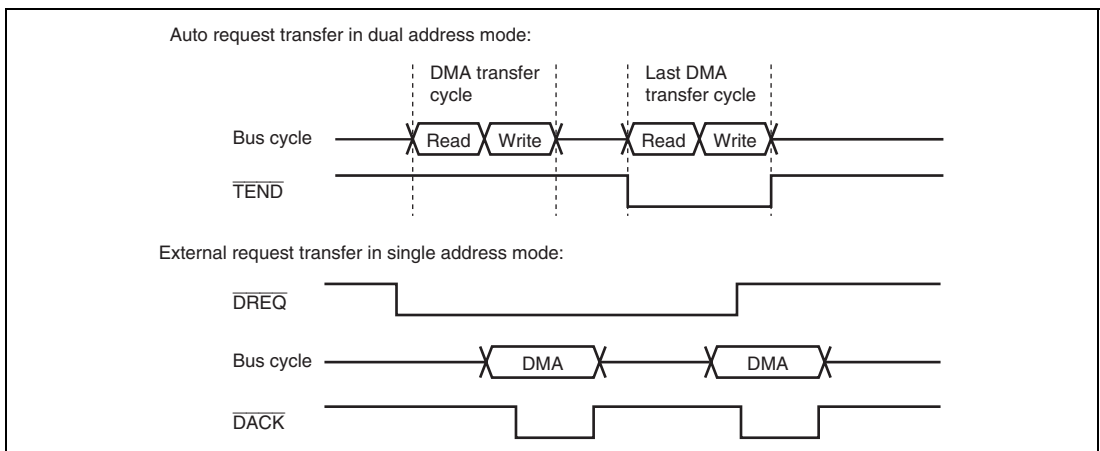 Auto request transfer in dual address mode:
DMA transfer
cycle
Last DMA
transfer cycle
Bus cycle
Read
Write
Read
Write
TEND
External request transfer in single address mode:
DREQ
Bus cycle
DMA
DMA
DACK